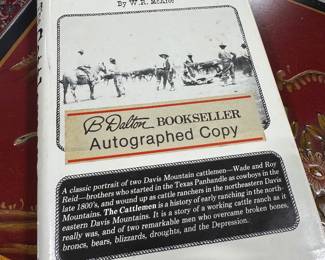 By W.R. McAfee
B Dalton BOOKSELLER
Autographed Copy
A classic portrait of two Davis Mountain cattlemen—Wade and Roy
Reid—brothers who started in the Texas Panhandle as cowboys in the
late 1800's, and wound up as cattle ranchers in the northeastern Davis
Mountains. The Cattlemen is a history of early ranching in the north-
eastern Davis Mountains. It is a story of a working cattle ranch as it
really was, and of two remarkable men who overcame broken bones,
broncs, bears, blizzards, droughts, and the Depression.